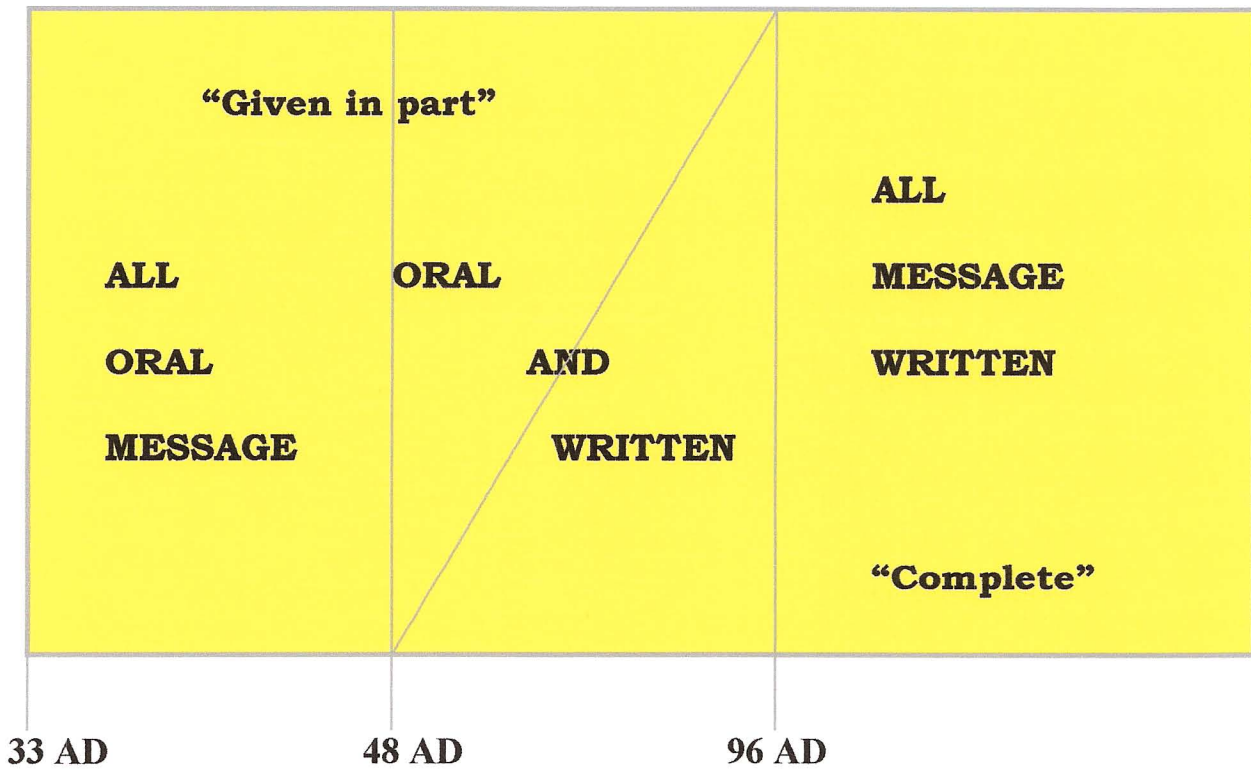 “Given in part”
ALL
ORAL
MESSAGE
ORAL
AND
WRITTEN
ALL
MESSAGE
WRITTEN
“Complete”
33 AD
48 AD
96 AD